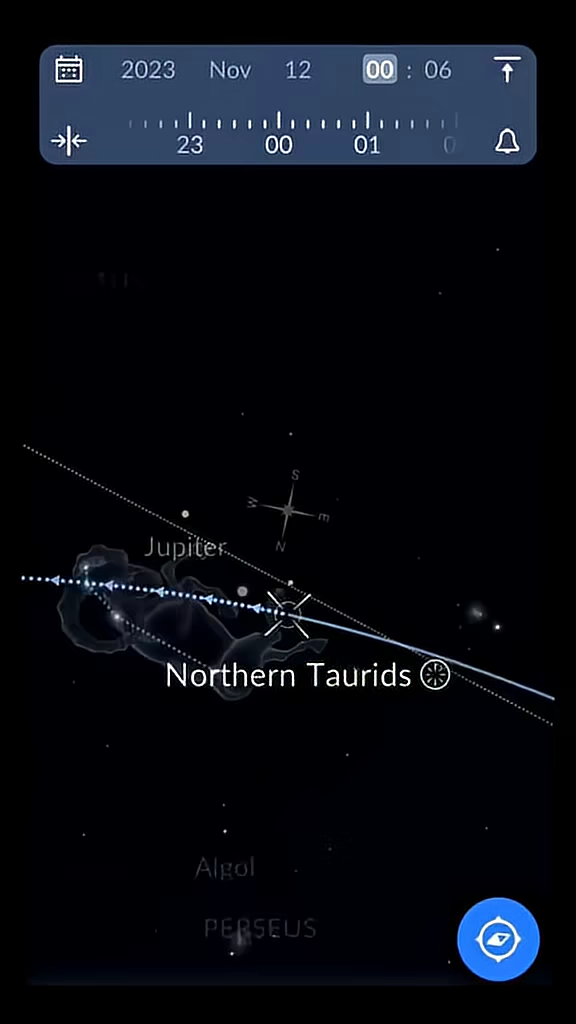 2023 Nov 12 00 : 06
23 00 01
S
W E
N
Jupiter
Northern Taurids
Algol
PERSEUS